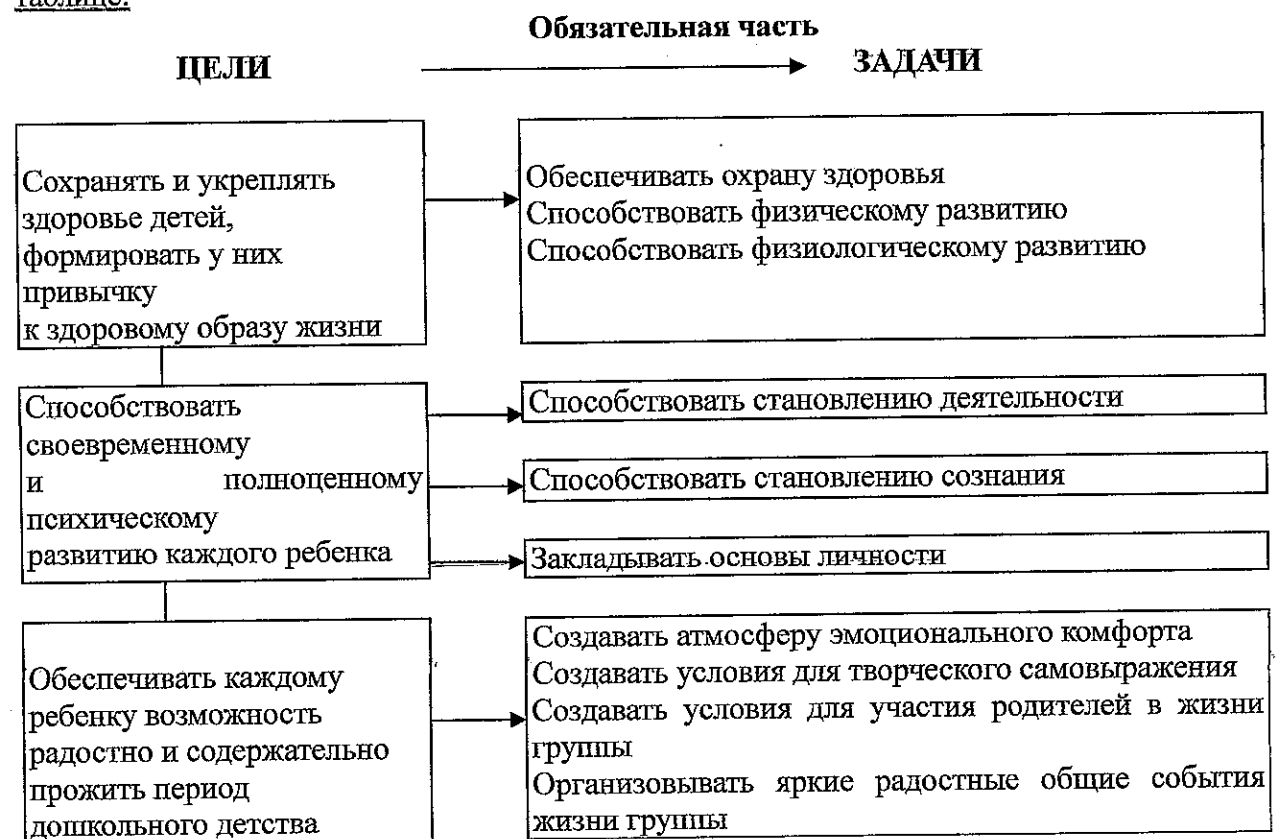 таблице.
Обязательная часть
ЦЕЛИ
ЗАДАЧИ
Сохранять и укреплять
здоровье детей,
формировать у них
привычку
к здоровому образу жизни
Обеспечивать охрану здоровья
Способствовать физическому развитию
Способствовать физиологическому развитию
Способствовать
своевременному
и полноценному
психическому
развитию каждого ребенка
Способствовать становлению деятельности
Способствовать становлению сознания
Закладывать основы личности
Обеспечивать каждому
ребенку возможность
радостно и содержательно
прожить период
дошкольного детства
Создавать атмосферу эмоционального комфорта
Создавать условия для творческого самовыражения
Создавать условия для участия родителей в жизни
группы
Организовывать яркие радостные общие события
жизни группы